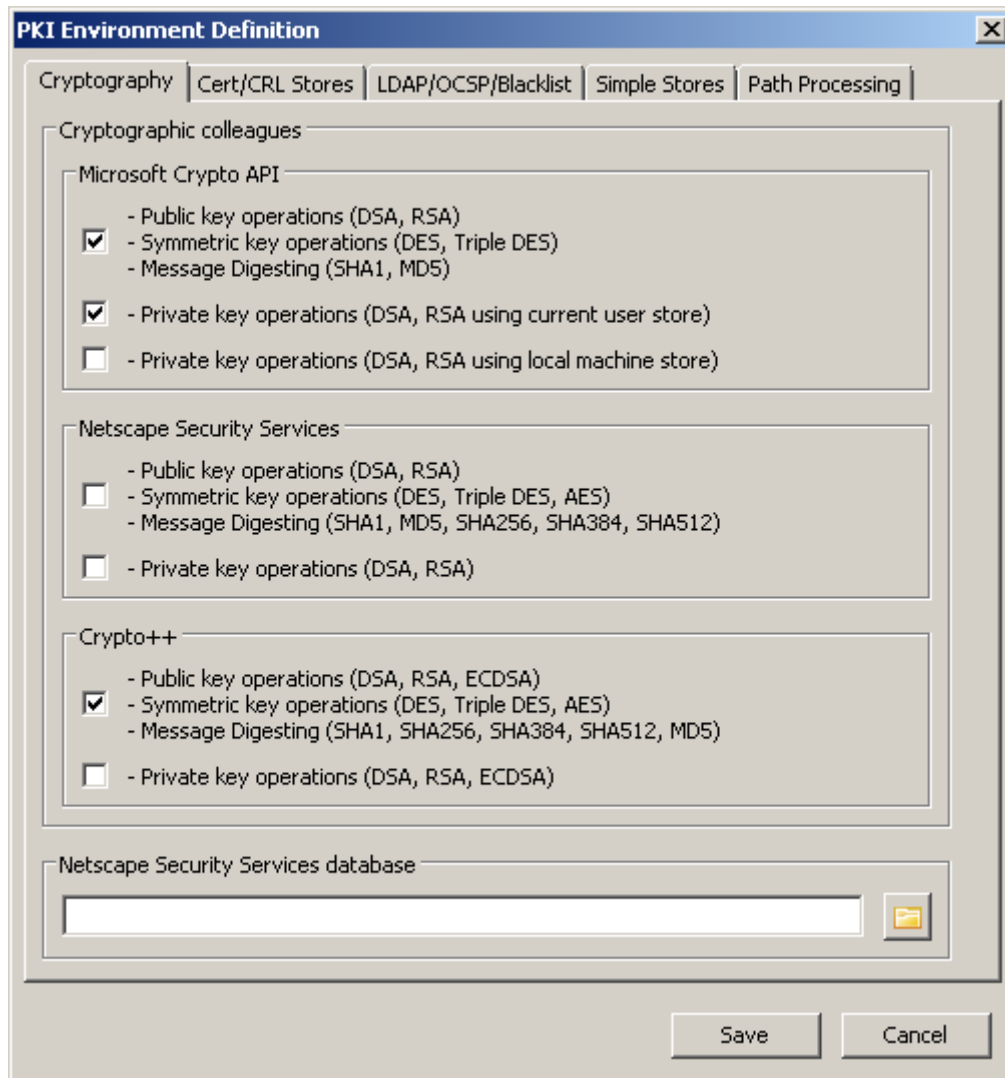 PKI Environment Definition
Cryptography Cert/CRL Stores LDAP/OCSP/Blacklist Simple Stores Path Processing
Cryptographic colleagues
Microsoft Crypto API
- Public key operations (DSA, RSA)
- Symmetric key operations (DES, Triple DES)
- Message Digesting (SHA1, MD5)
- Private key operations (DSA, RSA using current user store)
- Private key operations (DSA, RSA using local machine store)
Netscape Security Services
- Public key operations (DSA, RSA)
- Symmetric key operations (DES, Triple DES, AES)
- Message Digesting (SHA1, MD5, SHA256, SHA384, SHA512)
- Private key operations (DSA, RSA)
Crypto++
- Public key operations (DSA, RSA, ECDSA)
- Symmetric key operations (DES, Triple DES, AES)
- Message Digesting (SHA1, SHA256, SHA384, SHA512, MD5)
- Private key operations (DSA, RSA, ECDSA)
Netscape Security Services database
Save Cancel